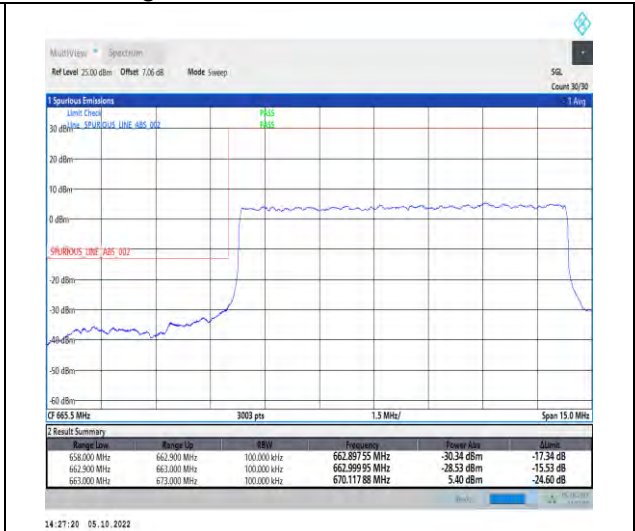 MultiView Spectrum
Ref Level 25.00 dBm Offset 7.06 dB Mode Sweep SGL
Count 30/30
1 Spurious Emissions 1 Avg
Limit Check PASS
Line SPURIOUS_LINE_ABS_002 PASS
30 dBm
20 dBm
10 dBm
0 dBm
SPURIOUS_LINE_ABS_002
-20 dBm
-30 dBm
-40 dBm
-50 dBm
-60 dBm
CF 665.5 MHz 3003 pts 1.5 MHz/ Span 15.0 MHz
2 Result Summary
Range Low Range Up RBW Frequency Power Abs ΔLimit
658.000 MHz 662.900 MHz 100.000 kHz 662.897 55 MHz -30.34 dBm -17.34 dB
662.900 MHz 663.000 MHz 100.000 kHz 662.999 95 MHz -28.53 dBm -15.53 dB
663.000 MHz 673.000 MHz 100.000 kHz 670.117 88 MHz 5.40 dBm -24.60 dB
14:27:20 05.10.2022